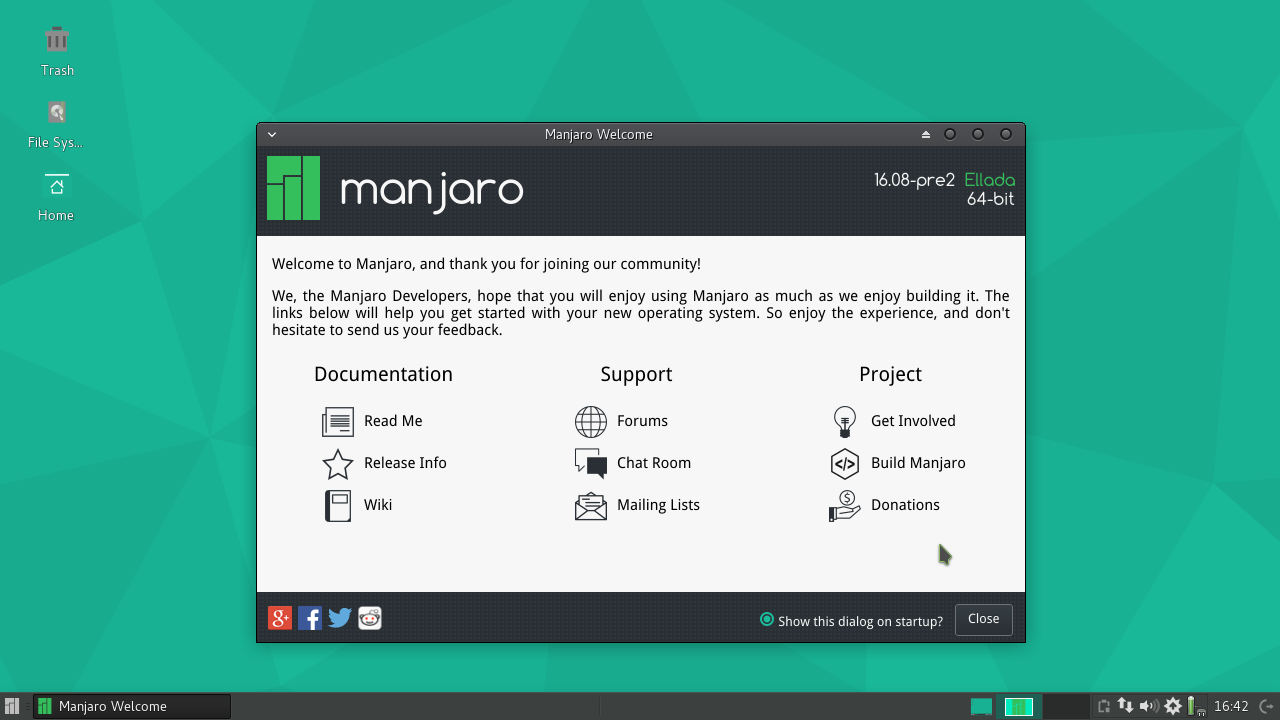 Trash
File Sys...
Home
Manjaro Welcome
manjaro
16.08-pre2 Ellada
64-bit
Welcome to Manjaro, and thank you for joining our community!
We, the Manjaro Developers, hope that you will enjoy using Manjaro as much as we enjoy building it. The
links below will help you get started with your new operating system. So enjoy the experience, and don't
hesitate to send us your feedback.
Documentation
Read Me
Release Info
Wiki
Support
Forums
Chat Room
Mailing Lists
Project
Get Involved
Build Manjaro
Donations
Show this dialog on startup?
Close
Manjaro Welcome
16:42